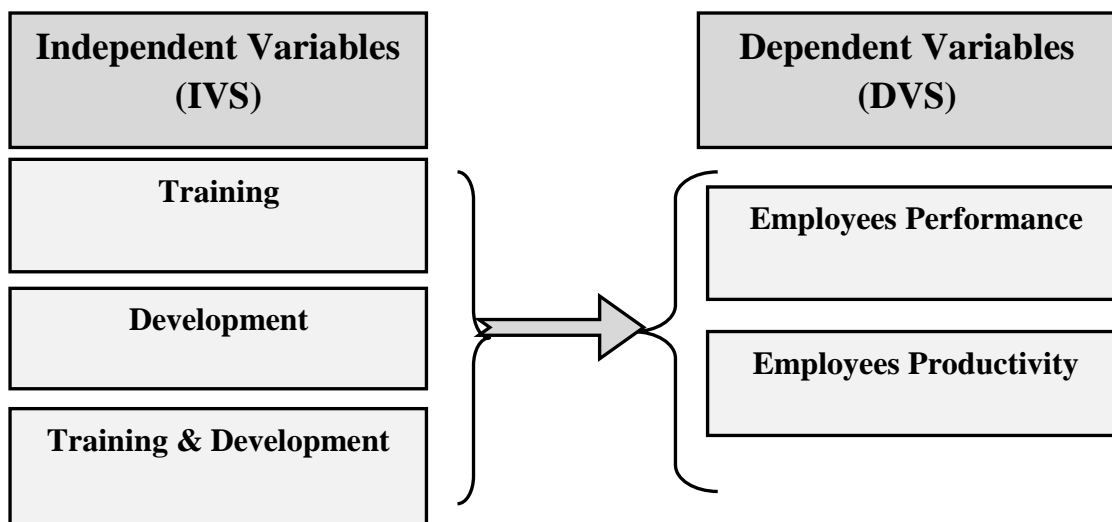 Independent Variables
(IVS)
Training
Development
Training & Development
Dependent Variables
(DVS)
Employees Performance
Employees Productivity